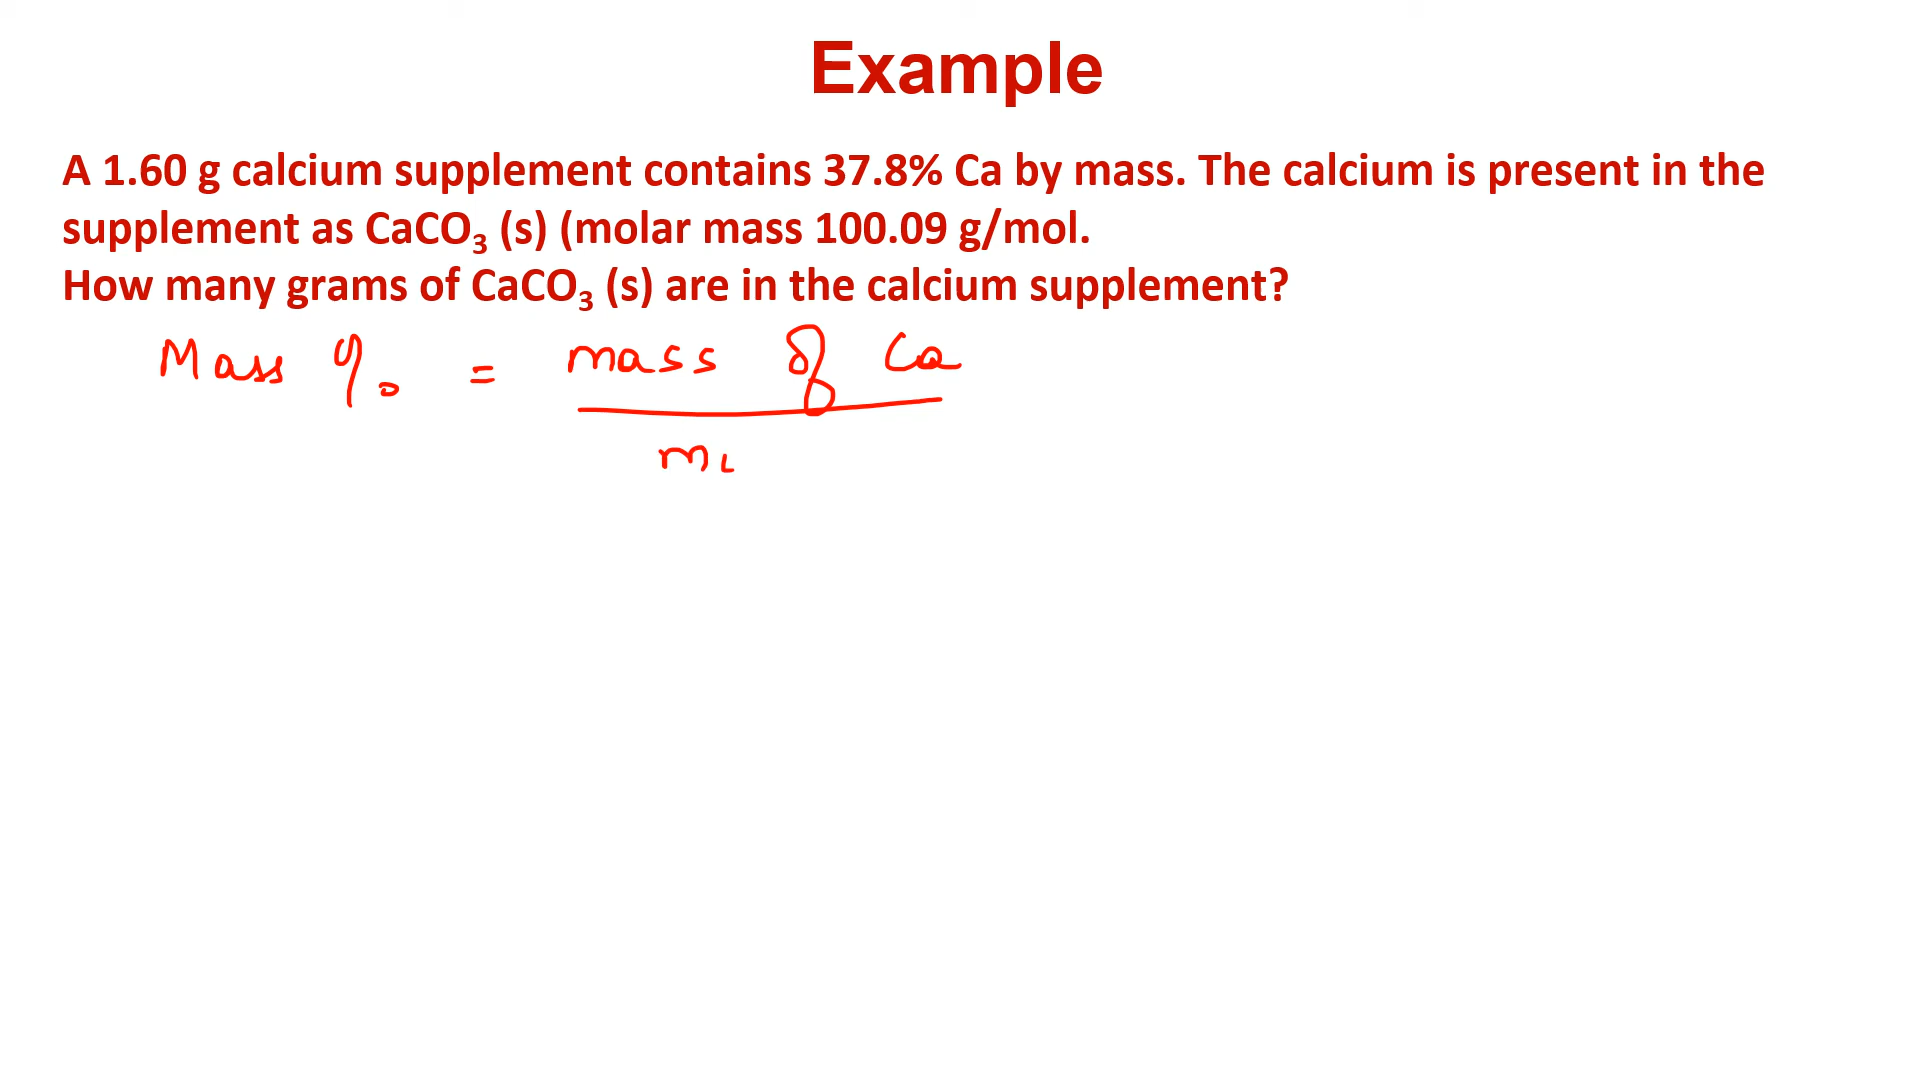 Example
A 1.60 g calcium supplement contains 37.8% Ca by mass. The calcium is present in the
supplement as CaCO₃ (s) (molar mass 100.09 g/mol.
How many grams of CaCO₃ (s) are in the calcium supplement?
Mass % = mass of Ca
m